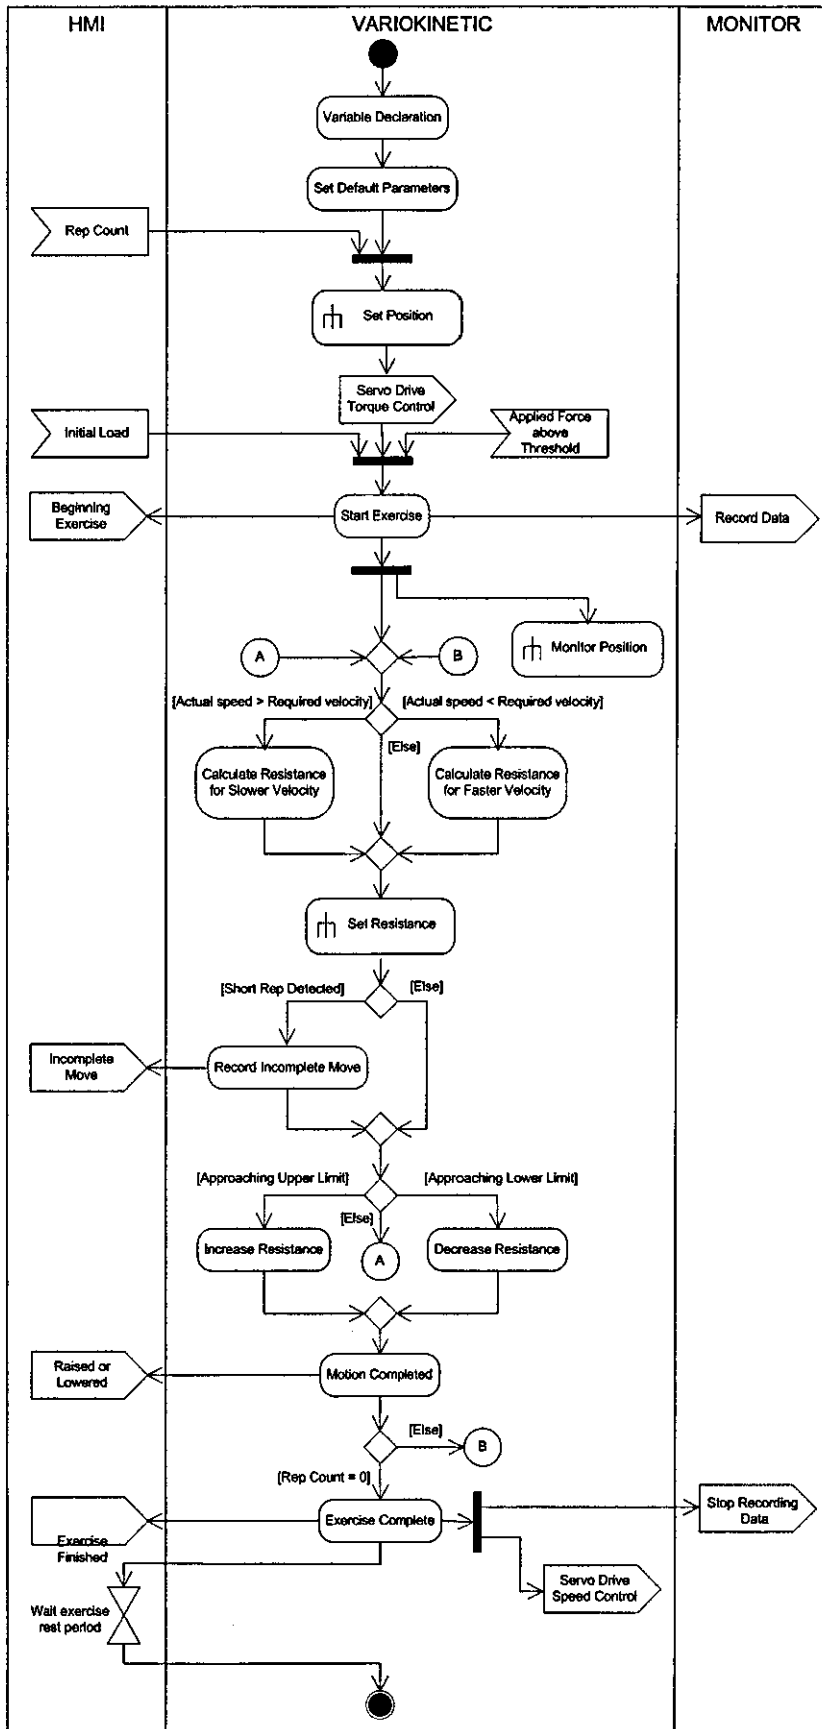 HMI
VARIOKINETIC
MONITOR
Variable Declaration
Set Default Parameters
Rep Count
Set Position
Servo Drive
Torque Control
Initial Load
Applied Force
above
Threshold
Beginning
Exercise
Start Exercise
Record Data
Monitor Position
A
B
[Actual speed > Required velocity]
[Actual speed < Required velocity]
[Else]
Calculate Resistance
for Slower Velocity
Calculate Resistance
for Faster Velocity
Set Resistance
[Short Rep Detected]
[Else]
Incomplete
Move
Record Incomplete Move
[Approaching Upper Limit]
[Approaching Lower Limit]
[Else]
Increase Resistance
A
Decrease Resistance
Raised or
Lowered
Motion Completed
[Else]
B
[Rep Count = 0]
Exercise Complete
Stop Recording
Data
Exercise
Finished
Servo Drive
Speed Control
Wait exercise
rest period